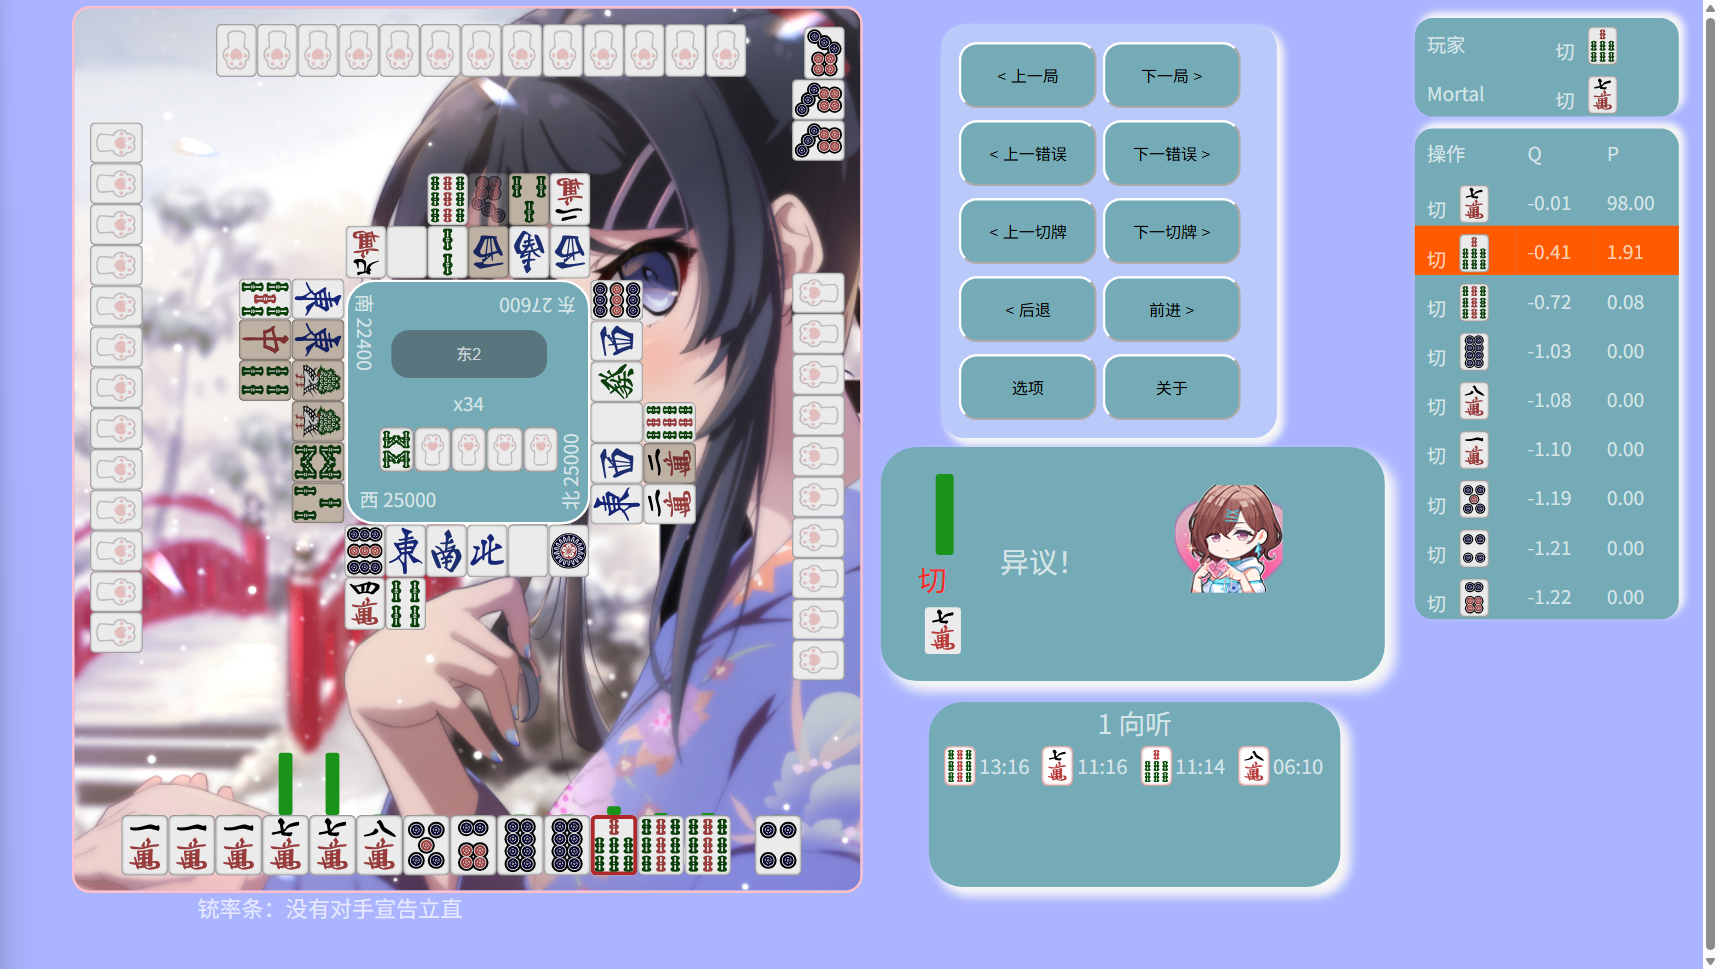 南 22400
东 27600
东2
x34
西 25000
北 25000
铳率条：没有对手宣告立直
< 上一局
下一局 >
< 上一错误
下一错误 >
< 上一切牌
下一切牌 >
< 后退
前进 >
选项
关于
切
异议！
1 向听
13:16
11:16
11:14
06:10
玩家 切
Mortal 切
操作 Q P
切 -0.01 98.00
切 -0.41 1.91
切 -0.72 0.08
切 -1.03 0.00
切 -1.08 0.00
切 -1.10 0.00
切 -1.19 0.00
切 -1.21 0.00
切 -1.22 0.00